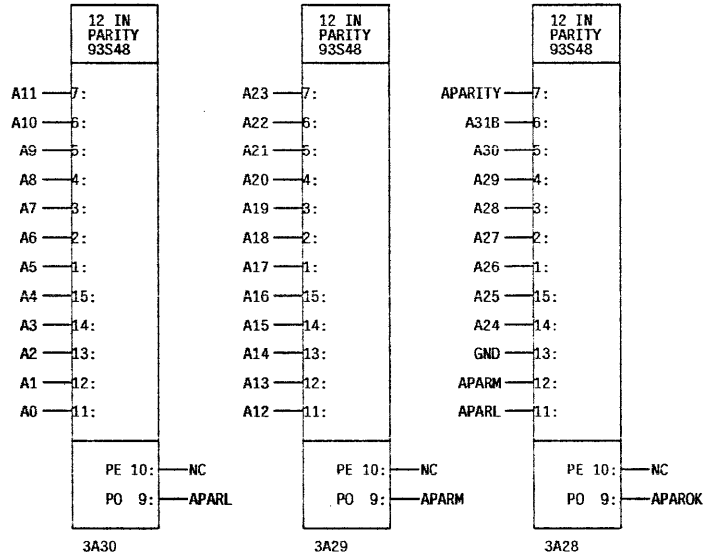 12 IN
PARITY
93S48
A11 7:
A10 6:
A9 5:
A8 4:
A7 3:
A6 2:
A5 1:
A4 15:
A3 14:
A2 13:
A1 12:
A0 11:
PE 10: NC
PO 9: APARL
3A30
12 IN
PARITY
93S48
A23 7:
A22 6:
A21 5:
A20 4:
A19 3:
A18 2:
A17 1:
A16 15:
A15 14:
A14 13:
A13 12:
A12 11:
PE 10: NC
PO 9: APARM
3A29
12 IN
PARITY
93S48
APARITY 7:
A31B 6:
A30 5:
A29 4:
A28 3:
A27 2:
A26 1:
A25 15:
A24 14:
GND 13:
APARM 12:
APARL 11:
PE 10: NC
PO 9: APAROK
3A28